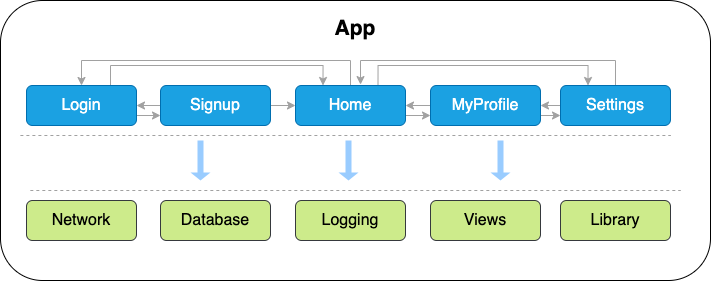 App
Login
Signup
Home
MyProfile
Settings
Network
Database
Logging
Views
Library